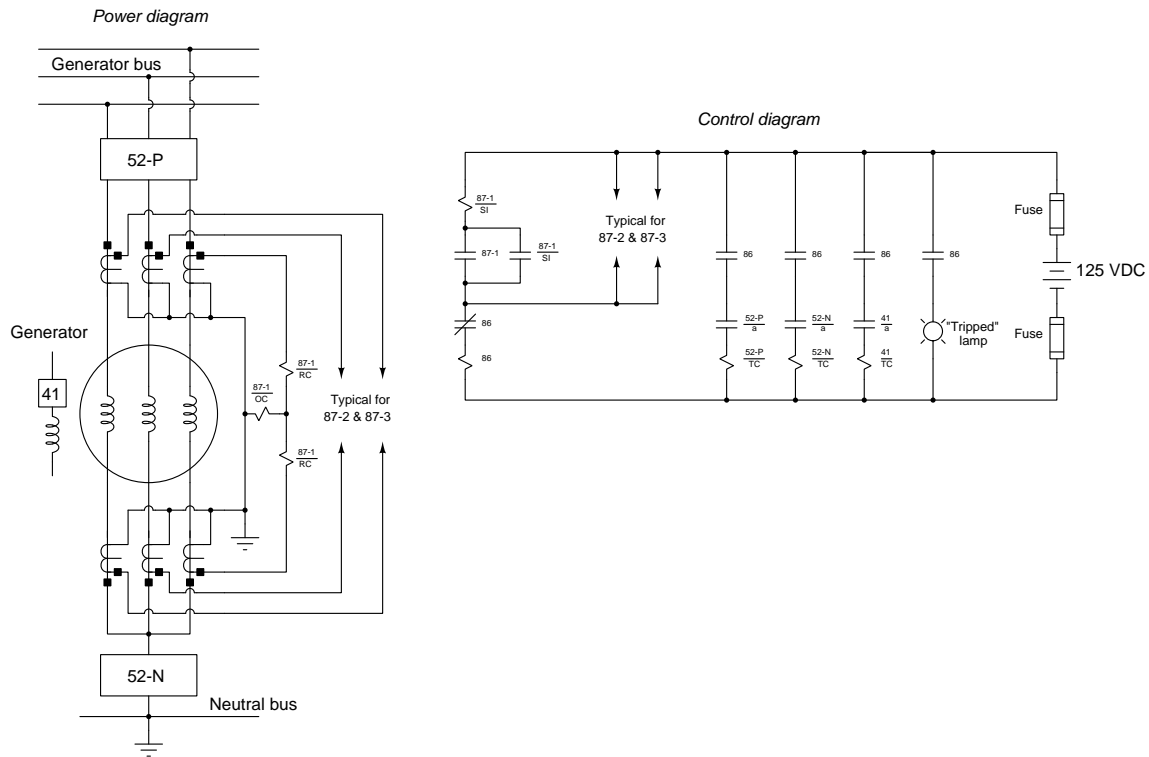 Power diagram
Generator bus
52-P
Generator
41
87-1
RC
87-1
OC
87-1
RC
Typical for
87-2 & 87-3
52-N
Neutral bus
Control diagram
87-1
SI
87-1
87-1
SI
86
86
Typical for
87-2 & 87-3
86
52-P
a
52-P
TC
86
52-N
a
52-N
TC
86
41
a
41
TC
86
"Tripped"
lamp
Fuse
125 VDC
Fuse